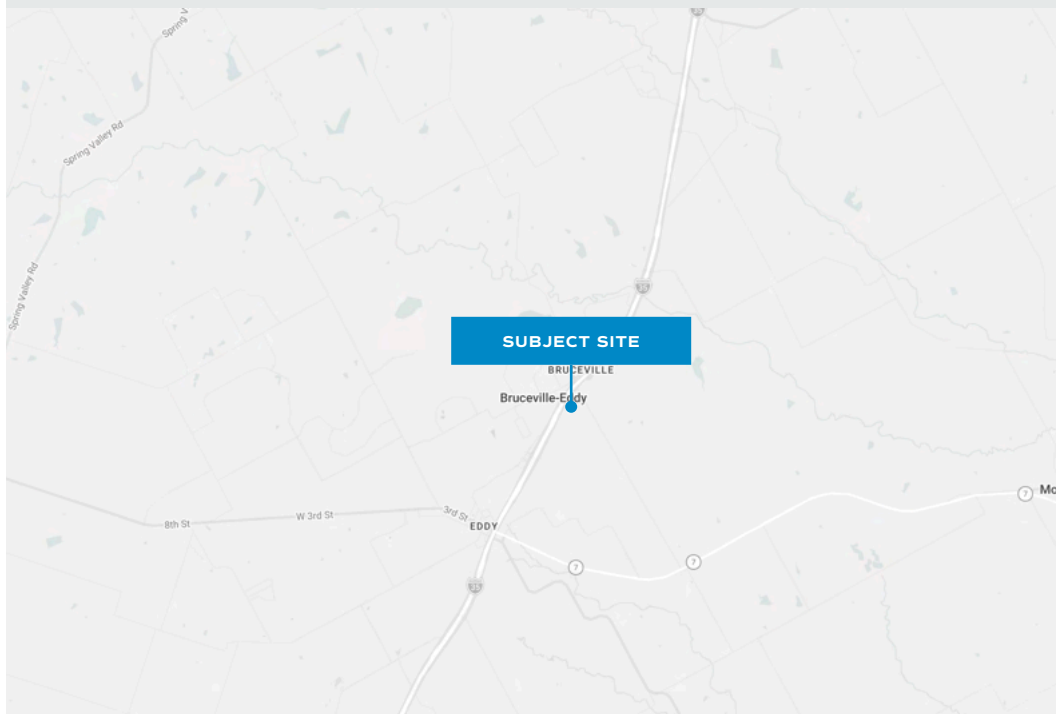 Spring V
35
Spring Valley Rd
Spring Valley Rd
35
SUBJECT SITE
BRUCEVILLE
Bruceville-Eddy
7
Mo
W 3rd St
3rd St
8th St
EDDY
7
7
35